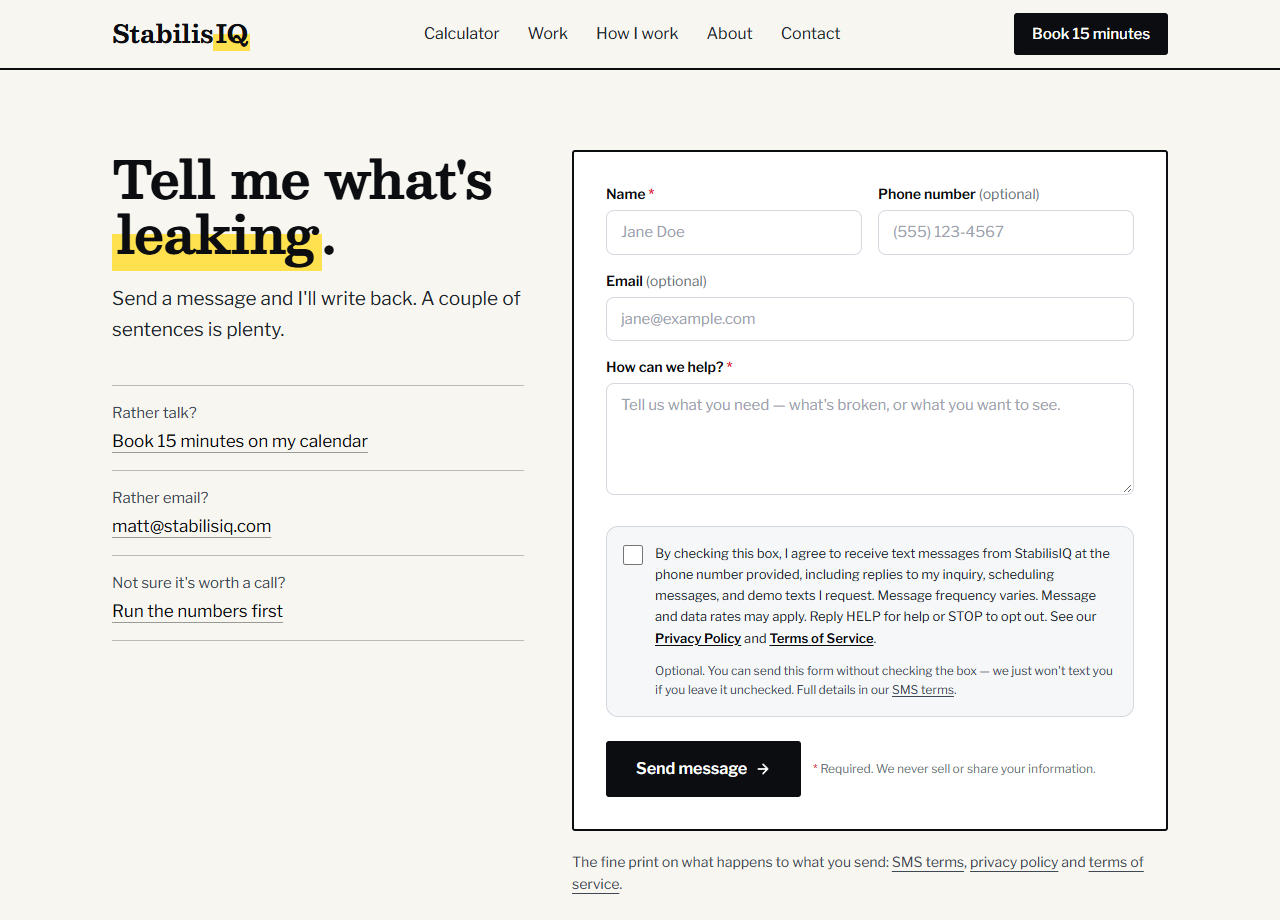 StabilisIQ
Calculator
Work
How I work
About
Contact
Book 15 minutes
Tell me what's
leaking.
Send a message and I'll write back. A couple of
sentences is plenty.
Rather talk?
Book 15 minutes on my calendar
Rather email?
matt@stabilisiq.com
Not sure it's worth a call?
Run the numbers first
Name *
Phone number (optional)
Jane Doe
(555) 123-4567
Email (optional)
jane@example.com
How can we help? *
Tell us what you need — what's broken, or what you want to see.
By checking this box, I agree to receive text messages from StabilisIQ at the
phone number provided, including replies to my inquiry, scheduling
messages, and demo texts I request. Message frequency varies. Message
and data rates may apply. Reply HELP for help or STOP to opt out. See our
Privacy Policy and Terms of Service.
Optional. You can send this form without checking the box — we just won't text you
if you leave it unchecked. Full details in our SMS terms.
Send message →
* Required. We never sell or share your information.
The fine print on what happens to what you send: SMS terms, privacy policy and terms of
service.